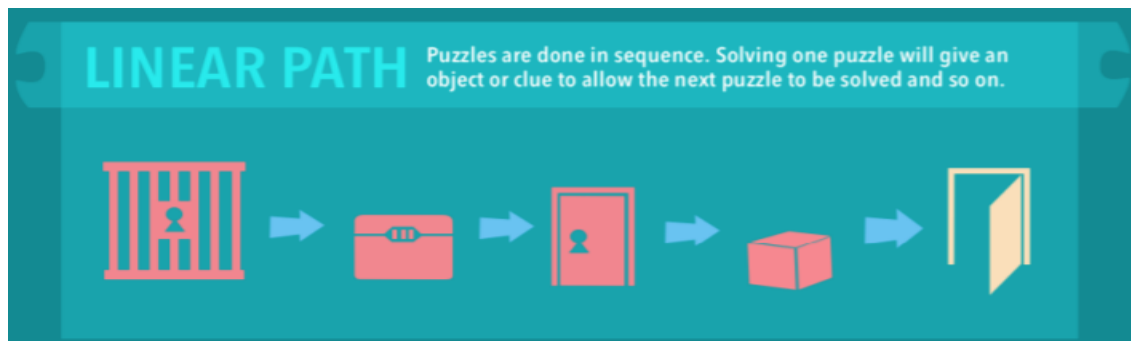 LINEAR PATH
Puzzles are done in sequence. Solving one puzzle will give an
object or clue to allow the next puzzle to be solved and so on.